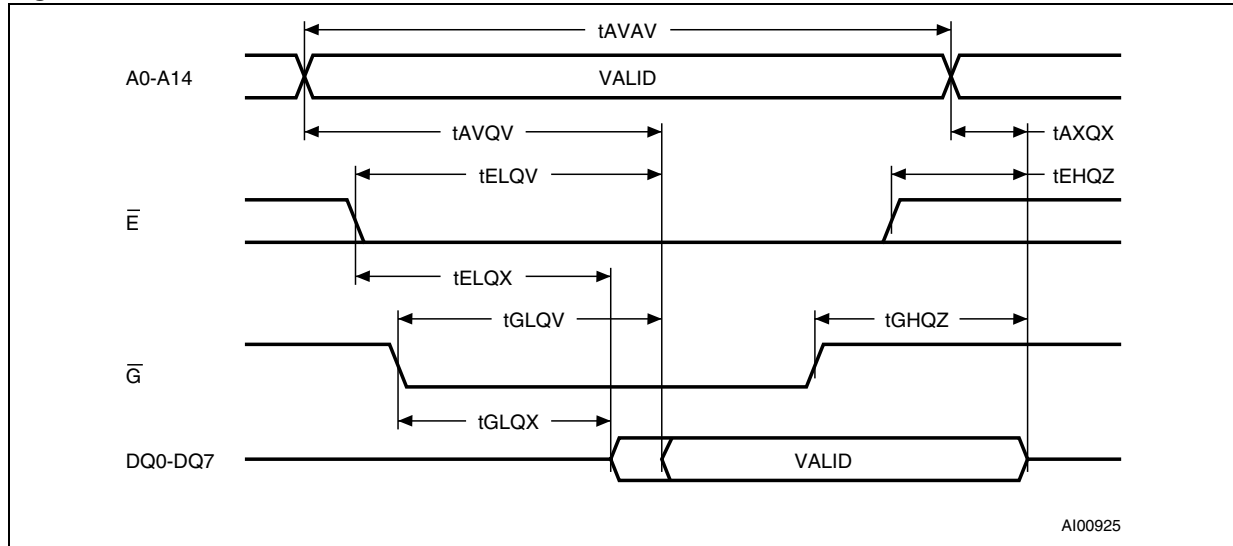 tAVAV
A0-A14
VALID
tAVQV
tAXQX
tELQV
tEHQZ
E̅
tELQX
tGLQV
tGHQZ
G̅
tGLQX
DQ0-DQ7
VALID
AI00925